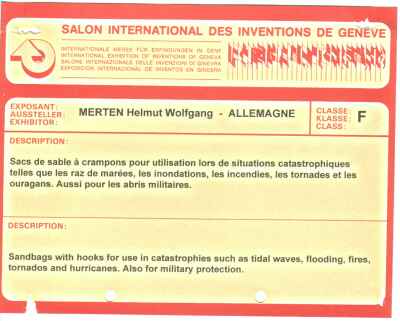 SALON INTERNATIONAL DES INVENTIONS DE GENÈVE
INTERNATIONALE MESSE FÜR ERFINDUNGEN IN GENF
INTERNATIONAL EXHIBITION OF INVENTIONS OF GENEVA
SALONE INTERNAZIONALE DELLE INVENZIONI DI GINEVRA
EXPOSICION INTERNACIONAL DE INVENTOS EN GINEBRA
EXPOSANT:
AUSSTELLER:
EXHIBITOR:
MERTEN Helmut Wolfgang - ALLEMAGNE
CLASSE
KLASSE
CLASS:
F
DESCRIPTION:
Sacs de sable à crampons pour utilisation lors de situations catastrophiques
telles que les raz de marées, les inondations, les incendies, les tornades et les
ouragans. Aussi pour les abris militaires.
DESCRIPTION:
Sandbags with hooks for use in catastrophies such as tidal waves, flooding, fires,
tornados and hurricanes. Also for military protection.